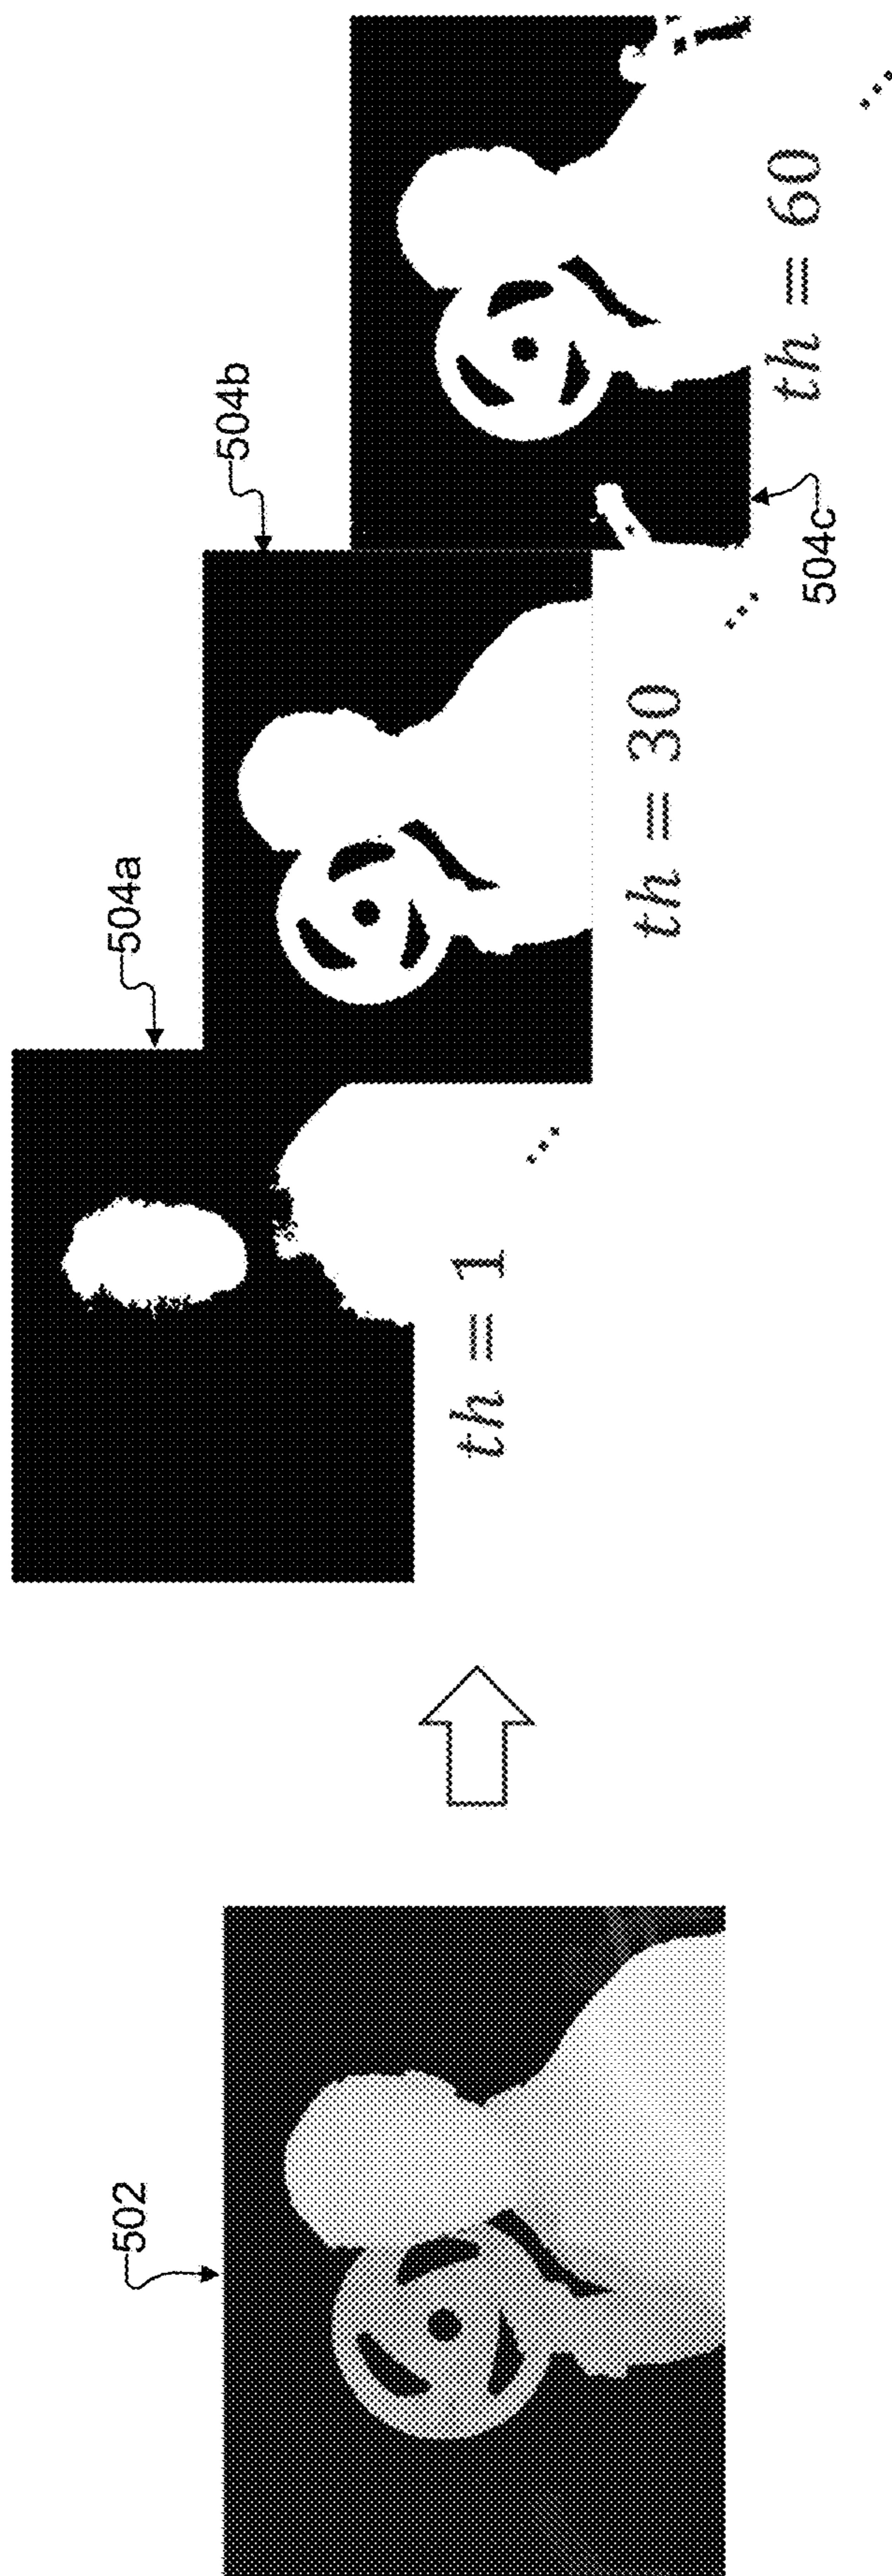 502
504a
504b
504c
th = 1
th = 30
th = 60